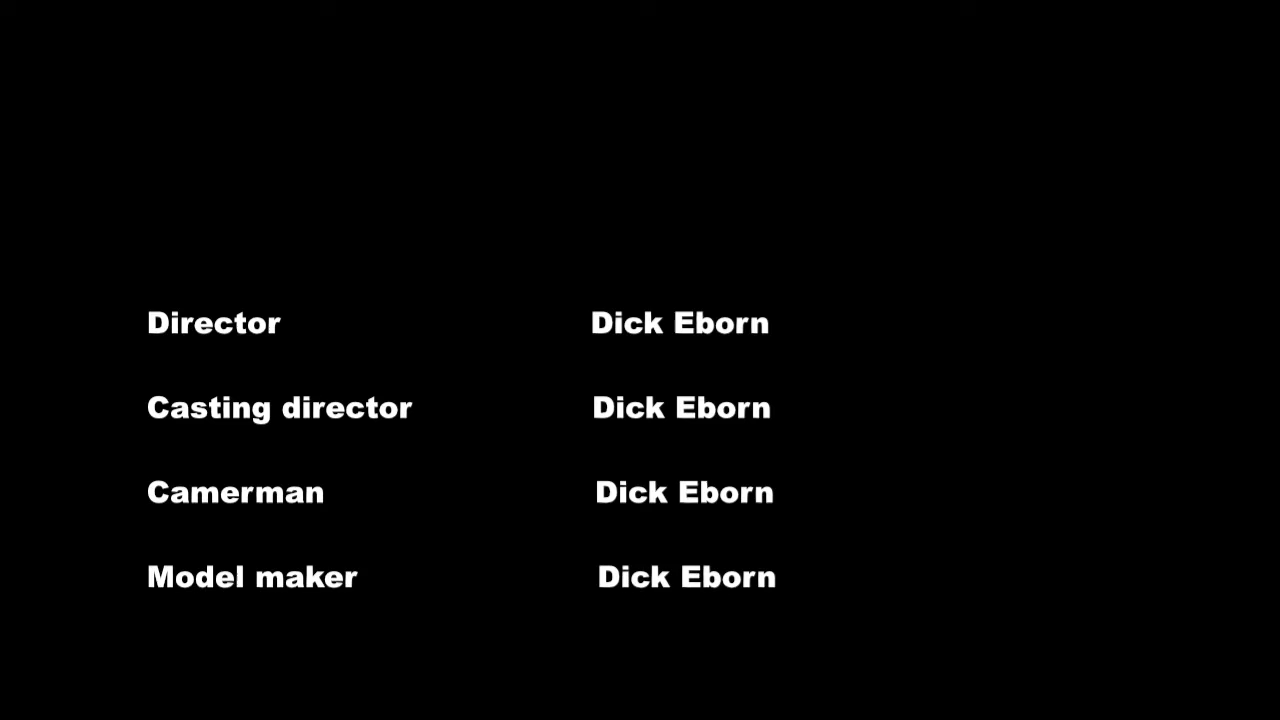 Director Dick Eborn
Casting director Dick Eborn
Camerman Dick Eborn
Model maker Dick Eborn